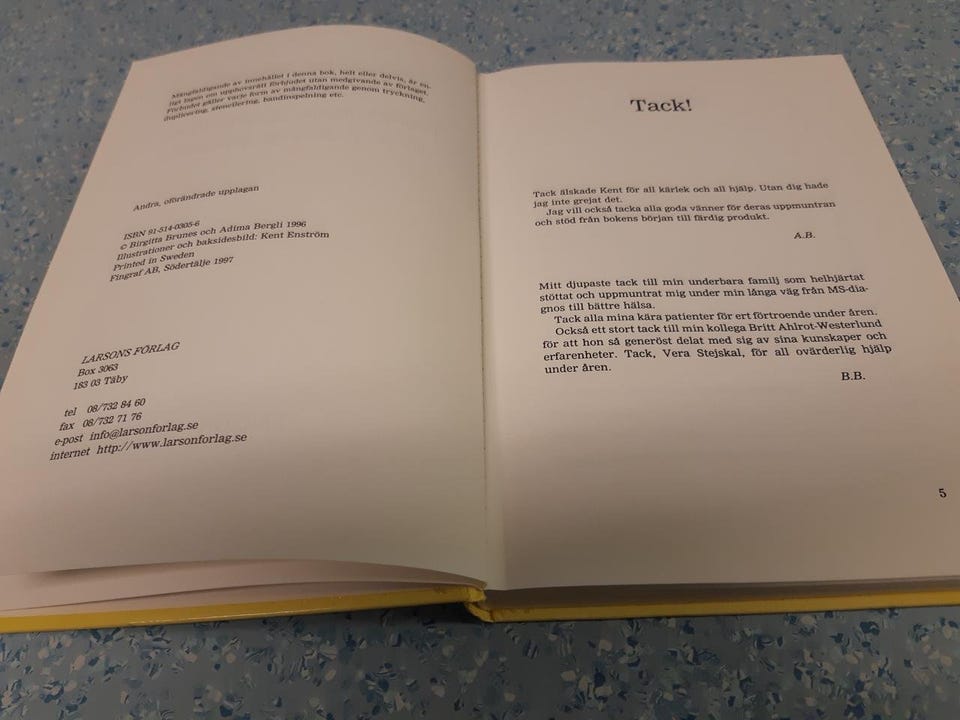 Mångfaldigande av innehållet i denna bok, helt eller delvis, är en-
ligt lagen om upphovsrätt förbjudet utan medgivande av förlaget.
Förbudet gäller varje form av mångfaldigande genom tryckning,
duplicering, stencilering, bandinspelning etc.
Andra, oförändrade upplagan
ISBN 91-514-0305-6
© Birgitta Brunes och Adima Bergli 1996
Illustrationer och baksidesbild: Kent Enström
Printed in Sweden
Fingraf AB, Södertälje 1997
LARSONS FÖRLAG
Box 3063
183 03 Täby
tel 08/732 84 60
fax 08/732 71 76
e-post info@larsonforlag.se
internet http://www.larsonforlag.se
Tack!
Tack älskade Kent för all kärlek och all hjälp. Utan dig hade
jag inte grejat det.
Jag vill också tacka alla goda vänner för deras uppmuntran
och stöd från bokens början till färdig produkt.
A.B.
Mitt djupaste tack till min underbara familj som helhjärtat
stöttat och uppmuntrat mig under min långa väg från MS-dia-
gnos till bättre hälsa.
Tack alla mina kära patienter för ert förtroende under åren.
Också ett stort tack till min kollega Britt Ahlrot-Westerlund
för att hon så generöst delat med sig av sina kunskaper och
erfarenheter. Tack, Vera Stejskal, för all ovärderlig hjälp
under åren.
B.B.
5